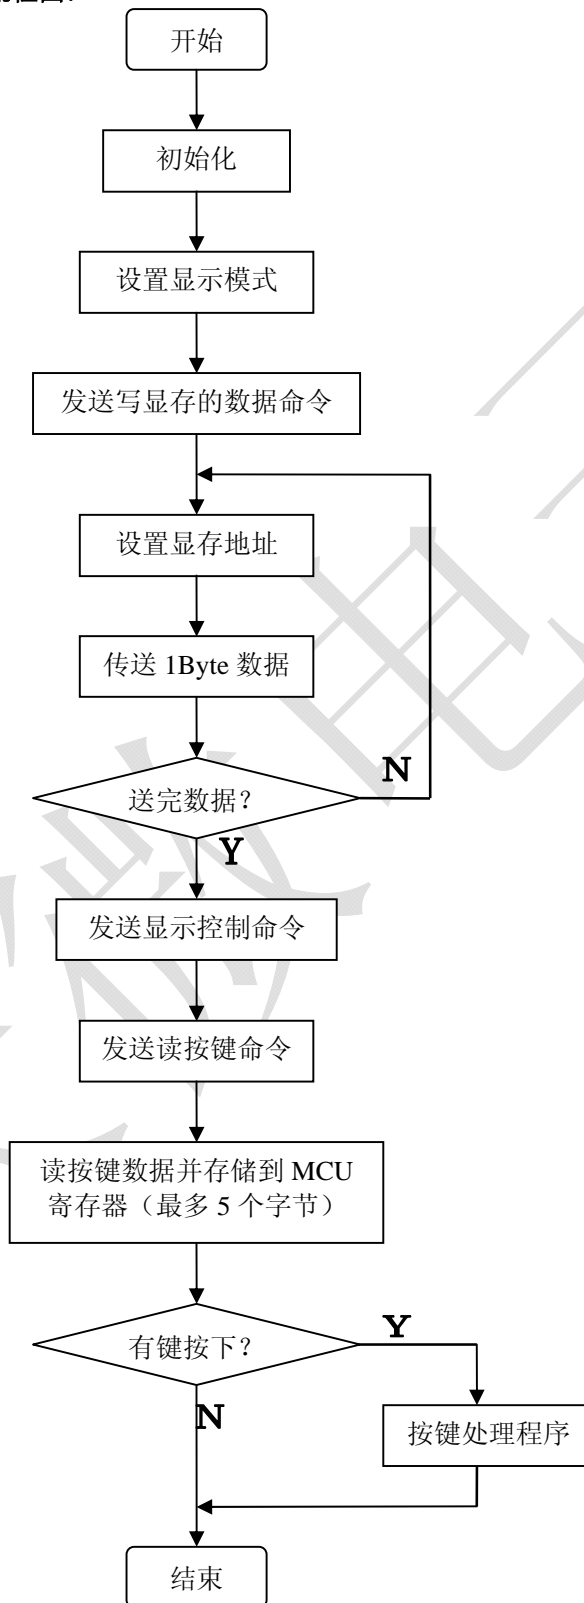 开始
初始化
设置显示模式
发送写显存的数据命令
设置显存地址
传送 1Byte 数据
N
送完数据？
Y
发送显示控制命令
发送读按键命令
读按键数据并存储到 MCU
寄存器（最多 5 个字节）
Y
有键按下？
N
按键处理程序
结束